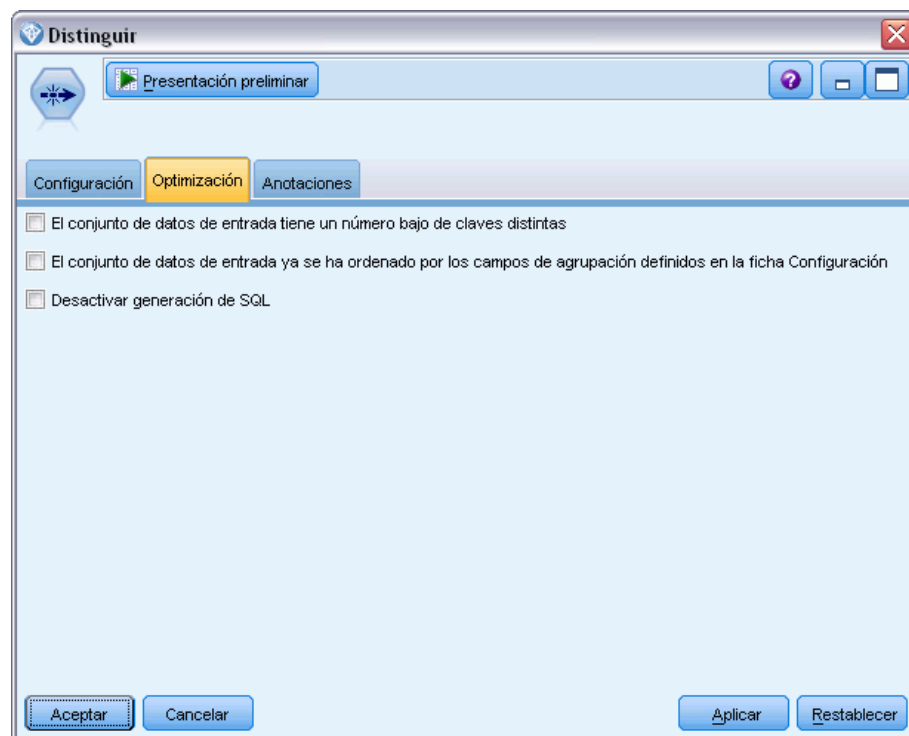 Distinguir
Presentación preliminar
?
Configuración Optimización Anotaciones
El conjunto de datos de entrada tiene un número bajo de claves distintas
El conjunto de datos de entrada ya se ha ordenado por los campos de agrupación definidos en la ficha Configuración
Desactivar generación de SQL
Aceptar Cancelar Aplicar Restablecer